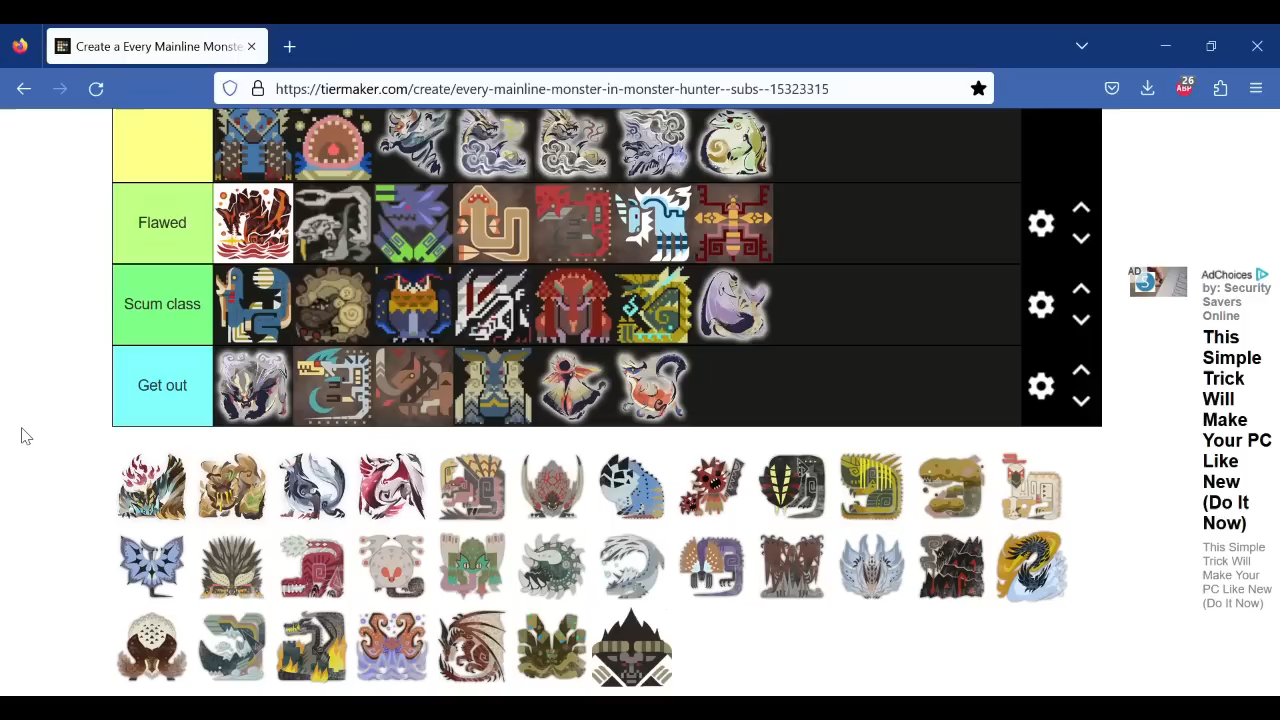 Create a Every Mainline Monste
https://tiermaker.com/create/every-mainline-monster-in-monster-hunter--subs--15323315
26
ABP
Flawed
Scum class
Get out
AD
AdChoices
by: Security
Savers
Online
This
Simple
Trick
Will
Make
Your PC
Like
New
(Do It
Now)
This Simple
Trick Will
Make Your
PC Like New
(Do It Now)